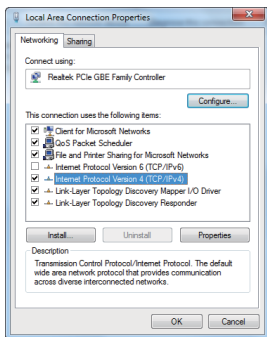 Local Area Connection Properties
Networking Sharing
Connect using:
Realtek PCIe GBE Family Controller
Configure...
This connection uses the following items:
Client for Microsoft Networks
QoS Packet Scheduler
File and Printer Sharing for Microsoft Networks
Internet Protocol Version 6 (TCP/IPv6)
Internet Protocol Version 4 (TCP/IPv4)
Link-Layer Topology Discovery Mapper I/O Driver
Link-Layer Topology Discovery Responder
Install... Uninstall Properties
Description
Transmission Control Protocol/Internet Protocol. The default
wide area network protocol that provides communication
across diverse interconnected networks.
OK Cancel